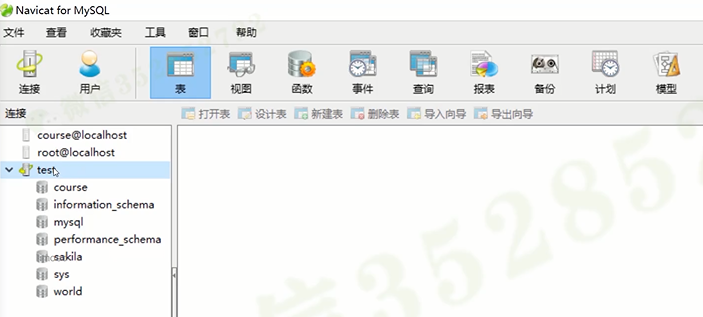 Navicat for MySQL
文件 查看 收藏夹 工具 窗口 帮助
连接 用户 表 视图 函数 事件 查询 报表 备份 计划 模型
连接 打开表 设计表 新建表 删除表 导入向导 导出向导
course@localhost
root@localhost
test
course
information_schema
mysql
performance_schema
sakila
sys
world